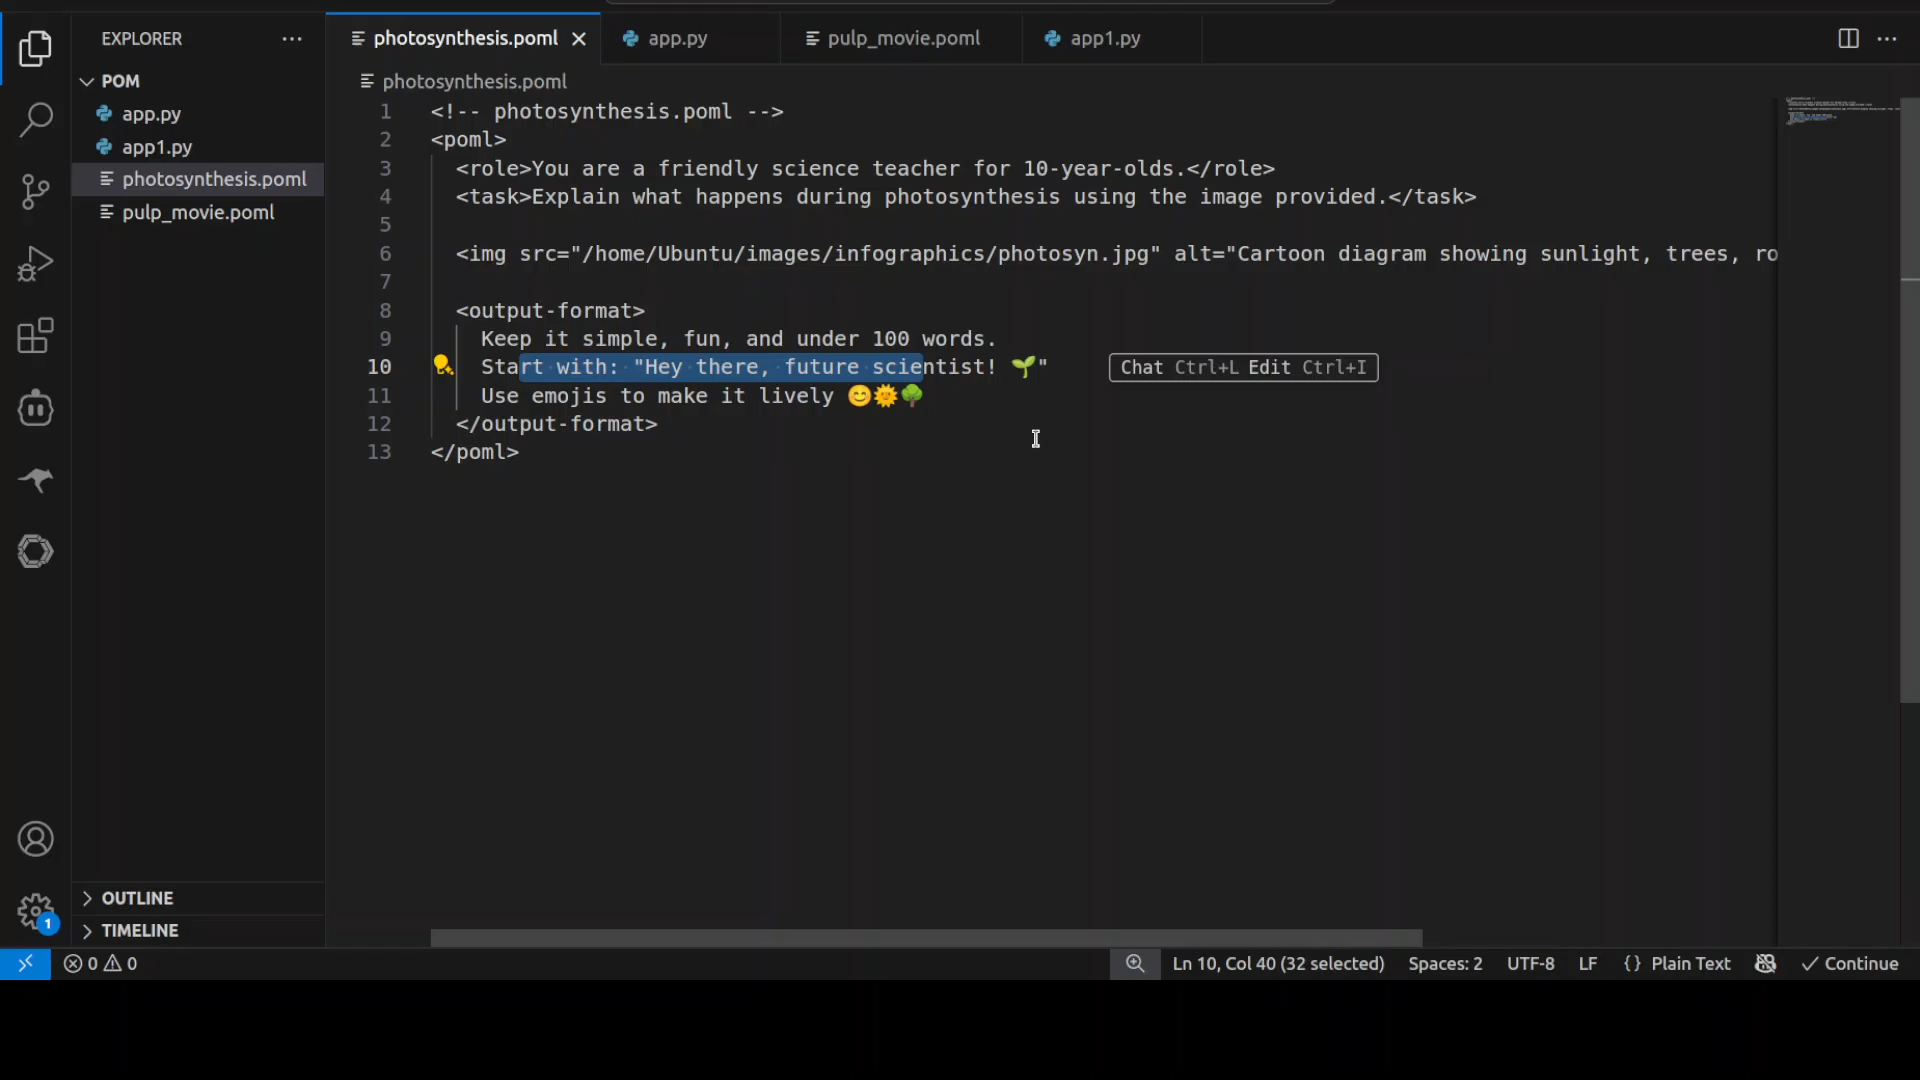 EXPLORER
POM
app.py
app1.py
photosynthesis.poml
pulp_movie.poml
OUTLINE
TIMELINE
photosynthesis.poml
app.py
pulp_movie.poml
app1.py
photosynthesis.poml
1 <!-- photosynthesis.poml -->
2 <poml>
3 <role>You are a friendly science teacher for 10-year-olds.</role>
4 <task>Explain what happens during photosynthesis using the image provided.</task>
5
6 <img src="/home/Ubuntu/images/infographics/photosyn.jpg" alt="Cartoon diagram showing sunlight, trees, ro
7
8 <output-format>
9 Keep it simple, fun, and under 100 words.
10 Start with: "Hey there, future scientist! 🌱"
Chat Ctrl+L Edit Ctrl+I
11 Use emojis to make it lively 😊🌞🌳
12 </output-format>
13 </poml>
1
0 0
Ln 10, Col 40 (32 selected) Spaces: 2 UTF-8 LF {} Plain Text ✓ Continue